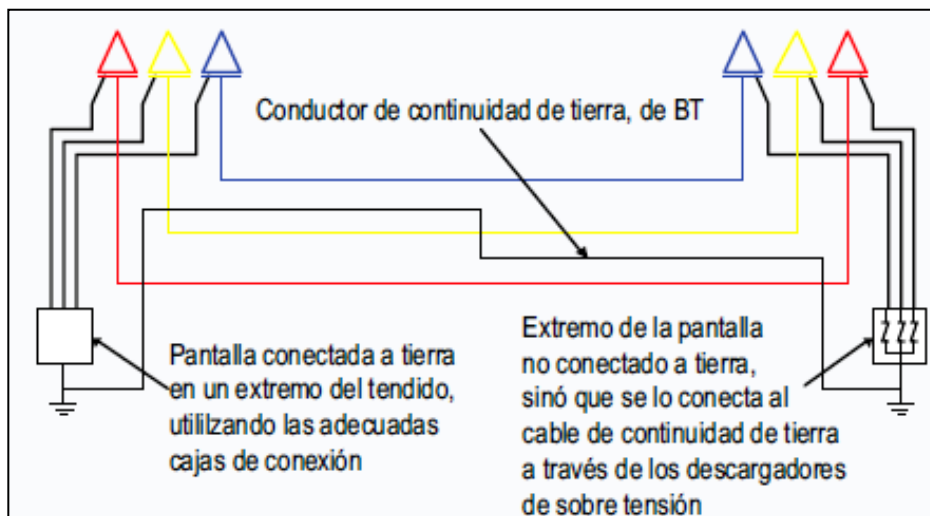 Conductor de continuidad de tierra, de BT
Pantalla conectada a tierra
en un extremo del tendido,
utililzando las adecuadas
cajas de conexión
Extremo de la pantalla
no conectado a tierra,
sinó que se lo conecta al
cable de continuidad de tierra
a través de los descargadores
de sobre tensión